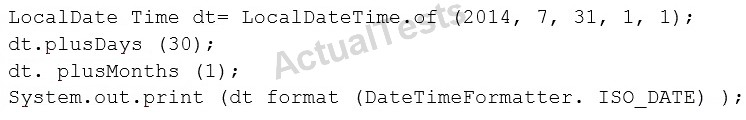 LocalDate Time dt= LocalDateTime.of (2014, 7, 31, 1, 1);
dt.plusDays (30);
dt. plusMonths (1);
System.out.print (dt format (DateTimeFormatter. ISO_DATE) );
ActualTests